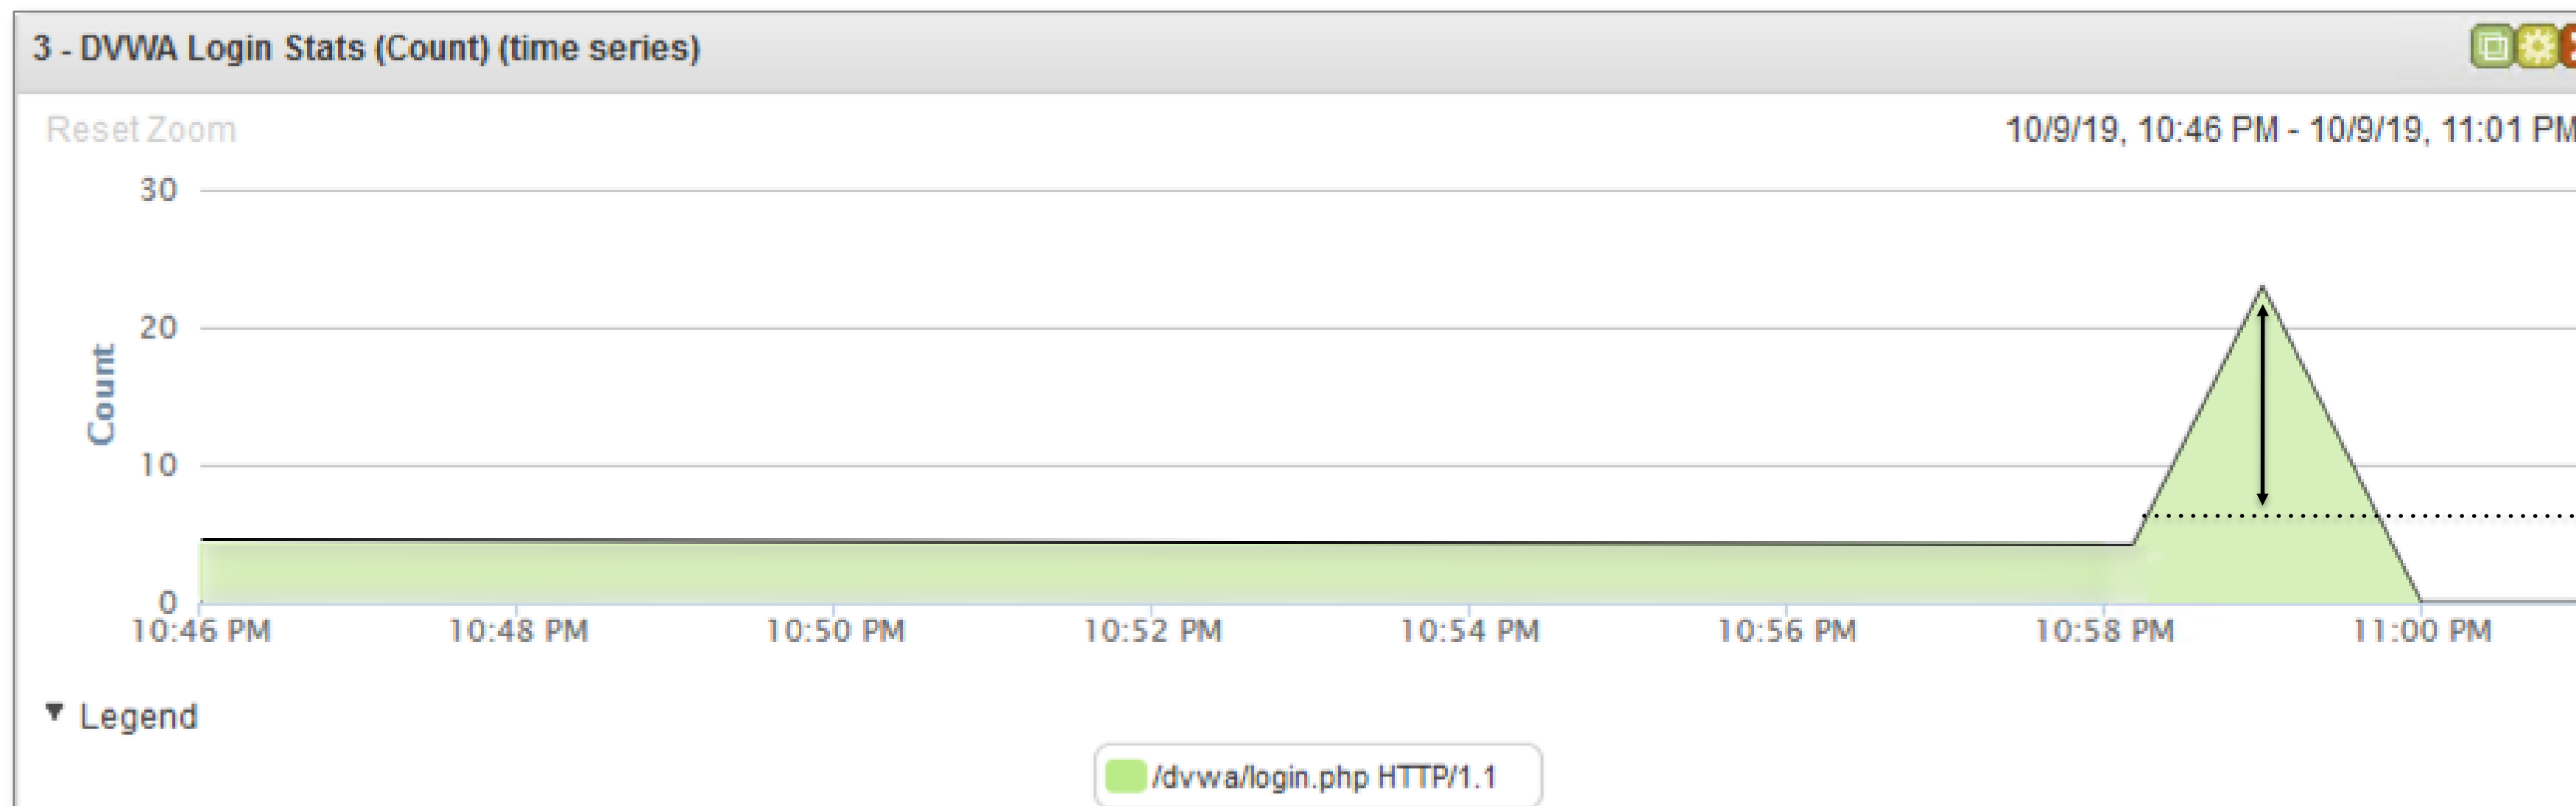 3 - DVWA Login Stats (Count) (time series)
Reset Zoom
10/9/19, 10:46 PM - 10/9/19, 11:01 PM
30
20
10
0
Count
10:46 PM 10:48 PM 10:50 PM 10:52 PM 10:54 PM 10:56 PM 10:58 PM 11:00 PM
Legend
/dvwa/login.php HTTP/1.1